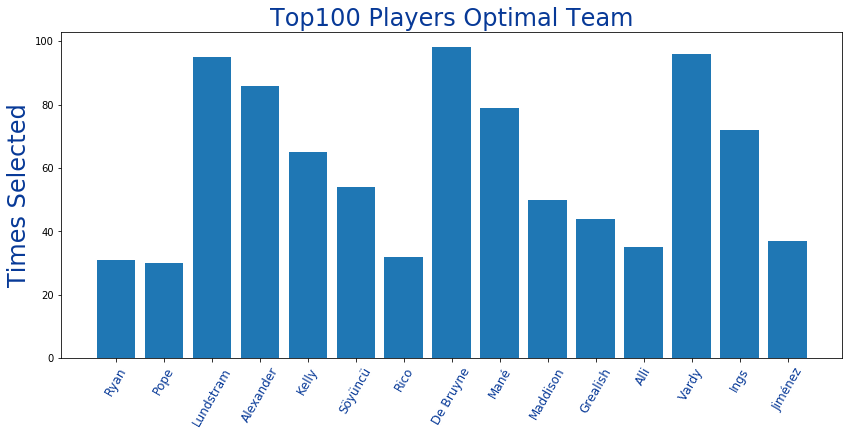 Top100 Players Optimal Team
Times Selected
100
80
60
40
20
0
Ryan
Pope
Lundstram
Alexander
Kelly
Söyüncü
Rico
De Bruyne
Mané
Maddison
Grealish
Alli
Vardy
Ings
Jiménez